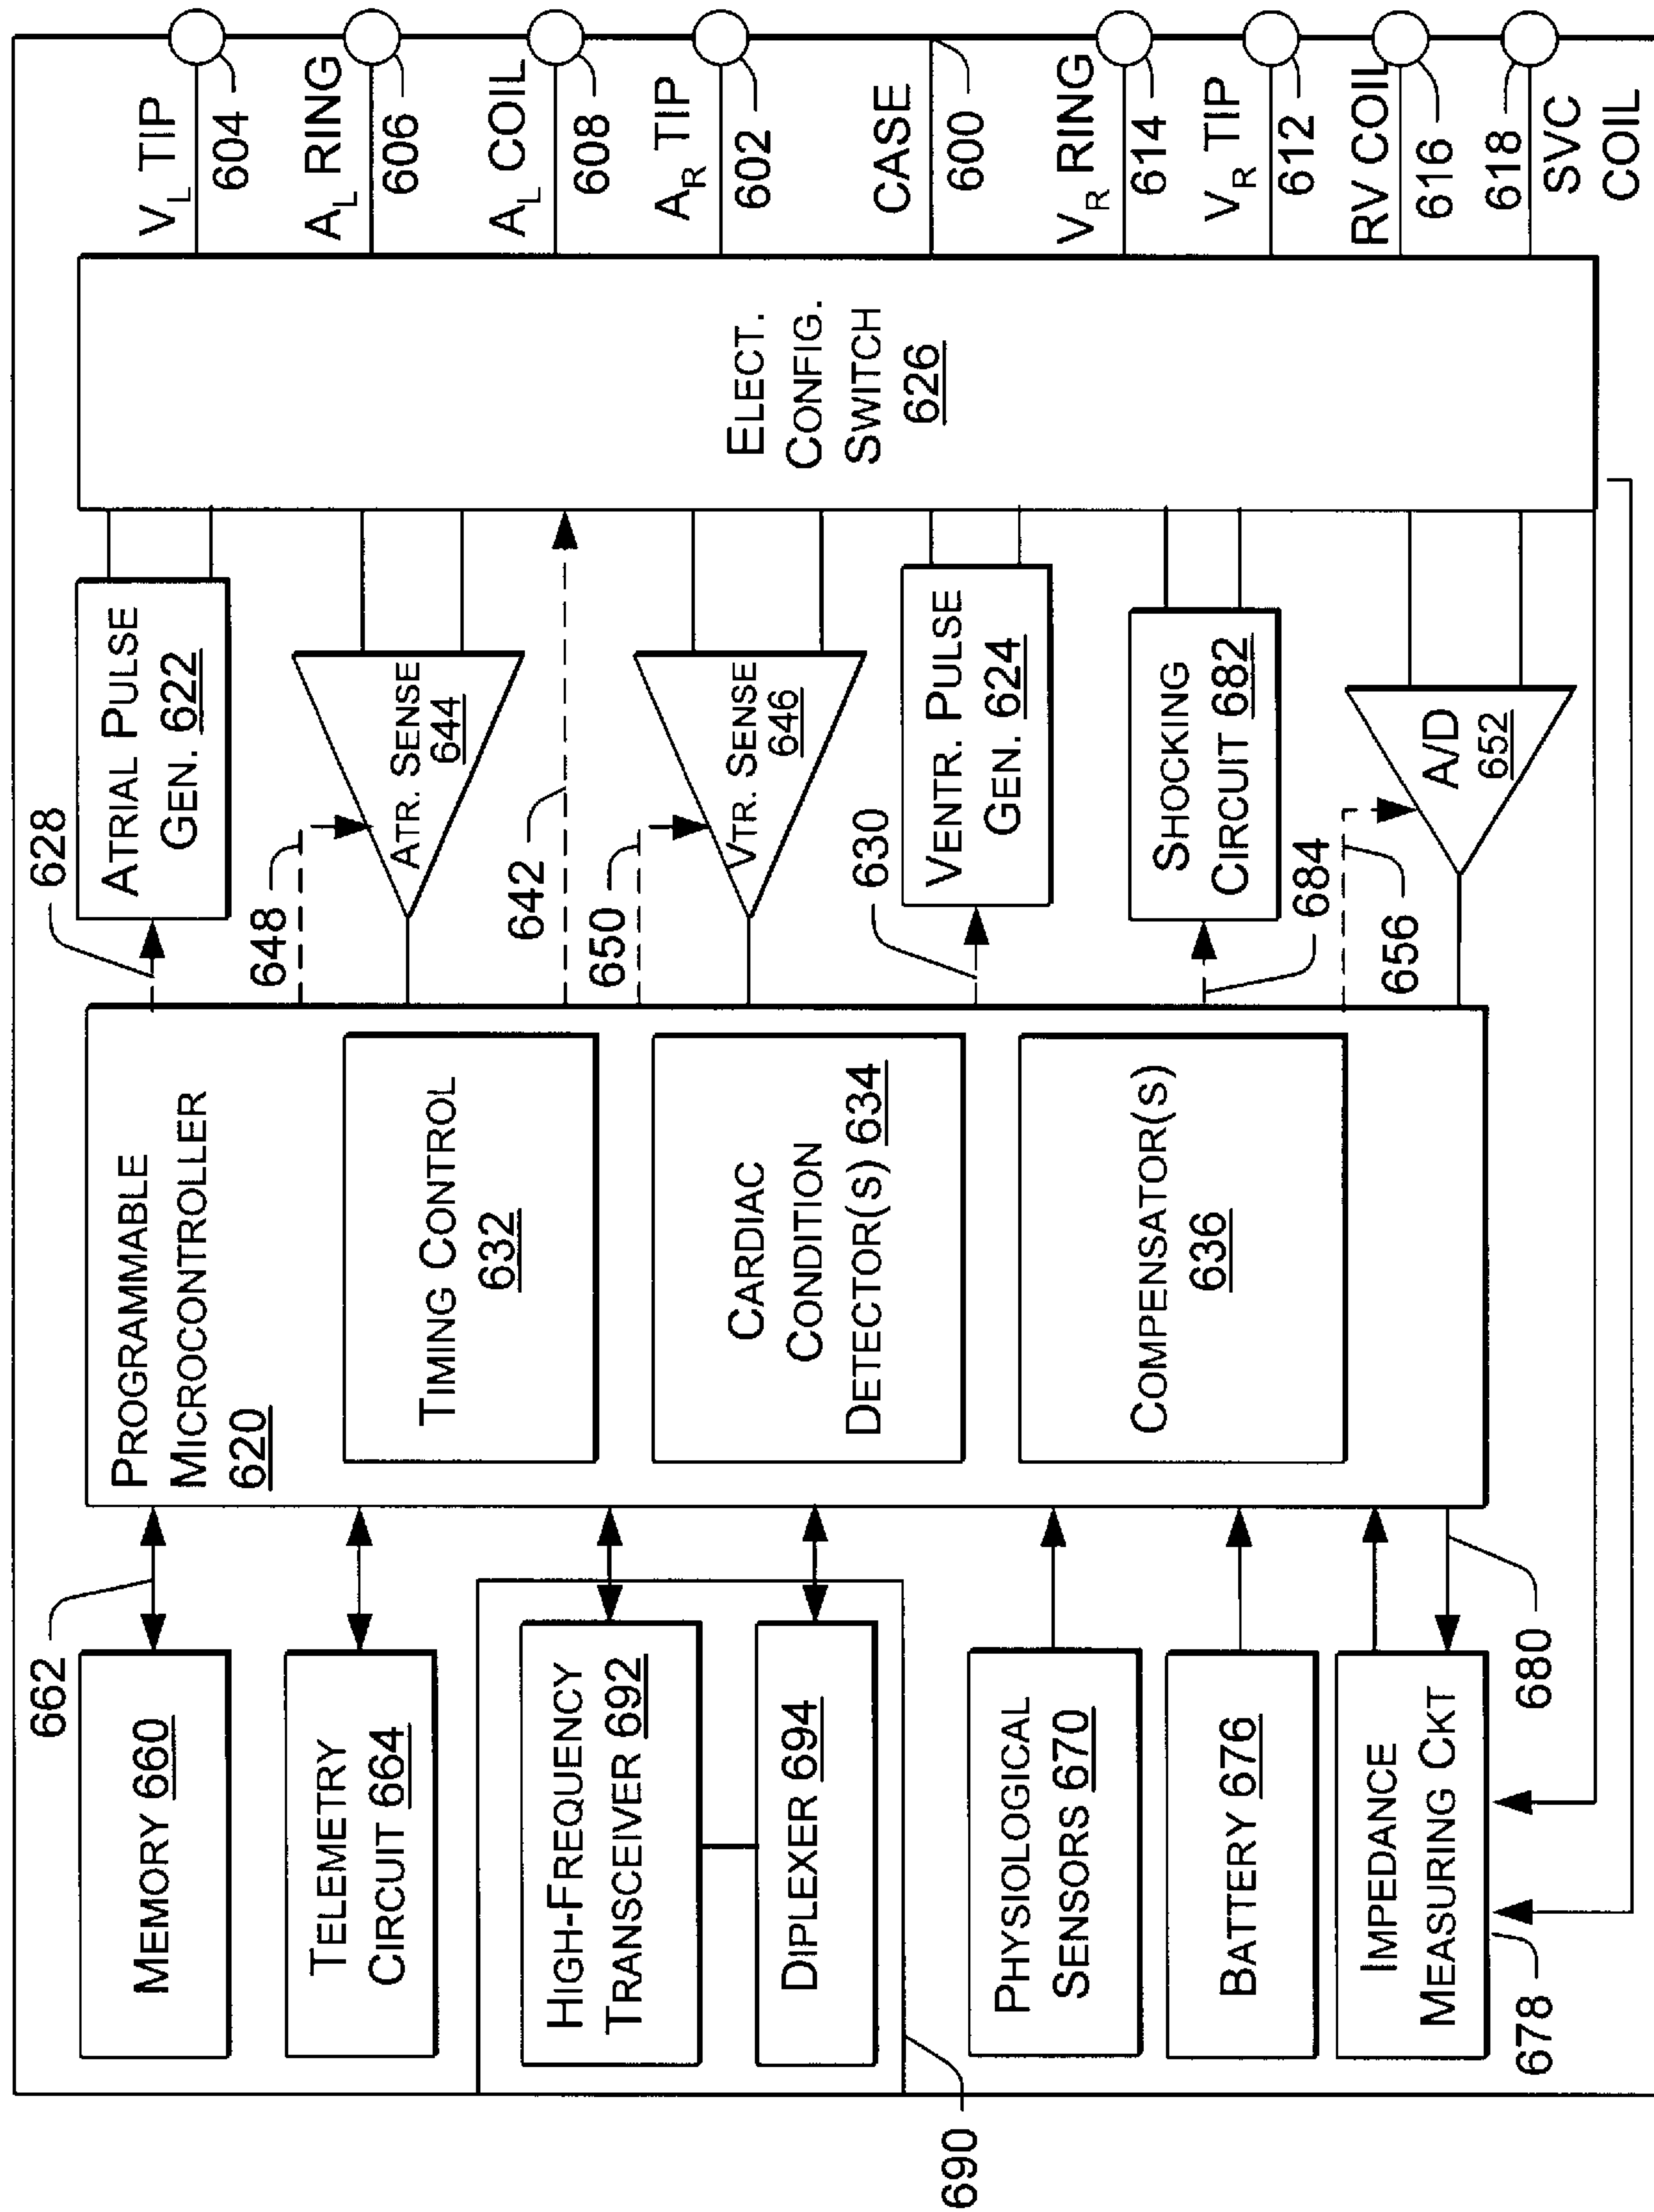 V_L TIP
604
A_L RING
606
A_L COIL
608
A_R TIP
602
CASE
600
V_R RING
614
V_R TIP
612
RV COIL
616
618
SVC
COIL
ELECT.
CONFIG.
SWITCH
626
628
ATRIAL PULSE
GEN. 622
648
ATR. SENSE
644
642
650
VTR. SENSE
646
630
VENTR. PULSE
GEN. 624
SHOCKING
CIRCUIT 682
684
656
A/D
652
PROGRAMMABLE
MICROCONTROLLER
620
TIMING CONTROL
632
CARDIAC
CONDITION
DETECTOR(S) 634
COMPENSATOR(S)
636
662
MEMORY 660
TELEMETRY
CIRCUIT 664
HIGH-FREQUENCY
TRANSCEIVER 692
DIPLEXER 694
690
PHYSIOLOGICAL
SENSORS 670
BATTERY 676
IMPEDANCE
MEASURING CKT
680
678